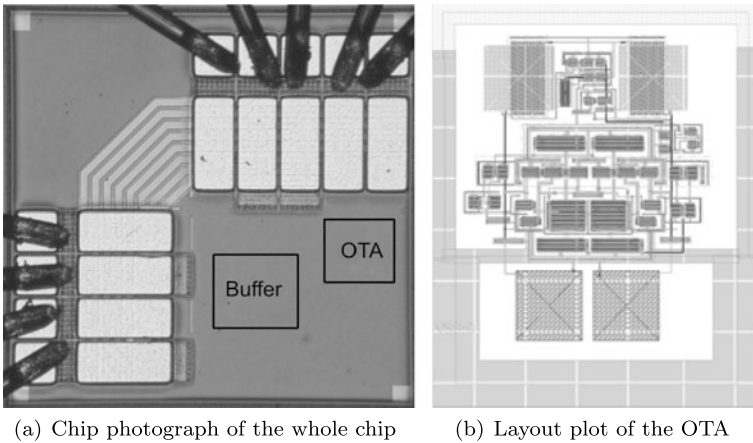 Buffer
OTA
(a) Chip photograph of the whole chip
(b) Layout plot of the OTA